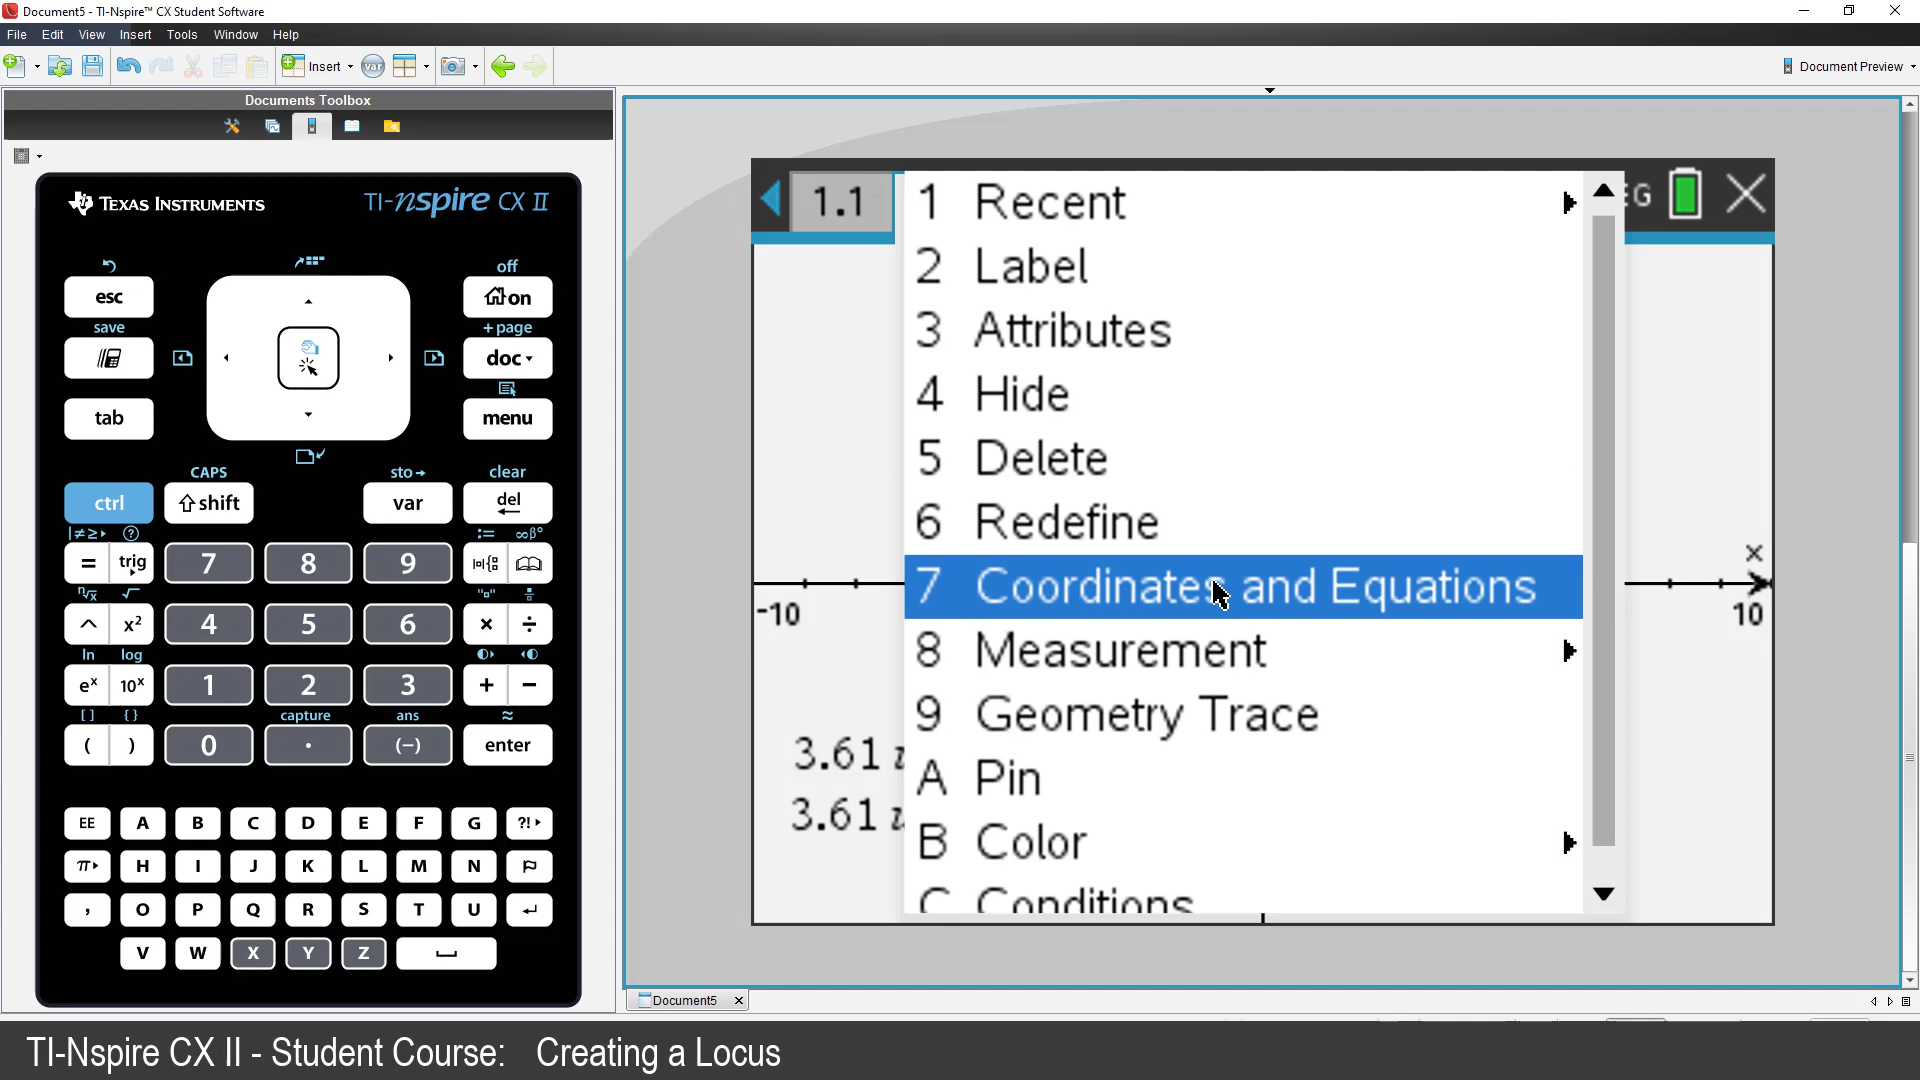 Document5 - TI-Nspire™ CX Student Software
File Edit View Insert Tools Window Help
Insert var Document Preview
Documents Toolbox
TEXAS INSTRUMENTS TI-nspire CX II
off
esc on
save + page
doc
tab menu
CAPS sto→ clear
ctrl shift var del
|≠≥▸ ? := ∞β°
= trig 7 8 9
ⁿ√x √ "▫"
^ x² 4 5 6 × ÷
ln log
eˣ 10ˣ 1 2 3 + −
[ ] { } capture ans ≈
( ) 0 . (−) enter
EE A B C D E F G ?!▸
π▸ H I J K L M N
, O P Q R S T U
V W X Y Z
1.1 EG
1 Recent
2 Label
3 Attributes
4 Hide
5 Delete
6 Redefine
7 Coordinates and Equations
8 Measurement
9 Geometry Trace
A Pin
B Color
C Conditions
x
-10 10
3.61 u
3.61 u
Document5
TI-Nspire CX II - Student Course: Creating a Locus